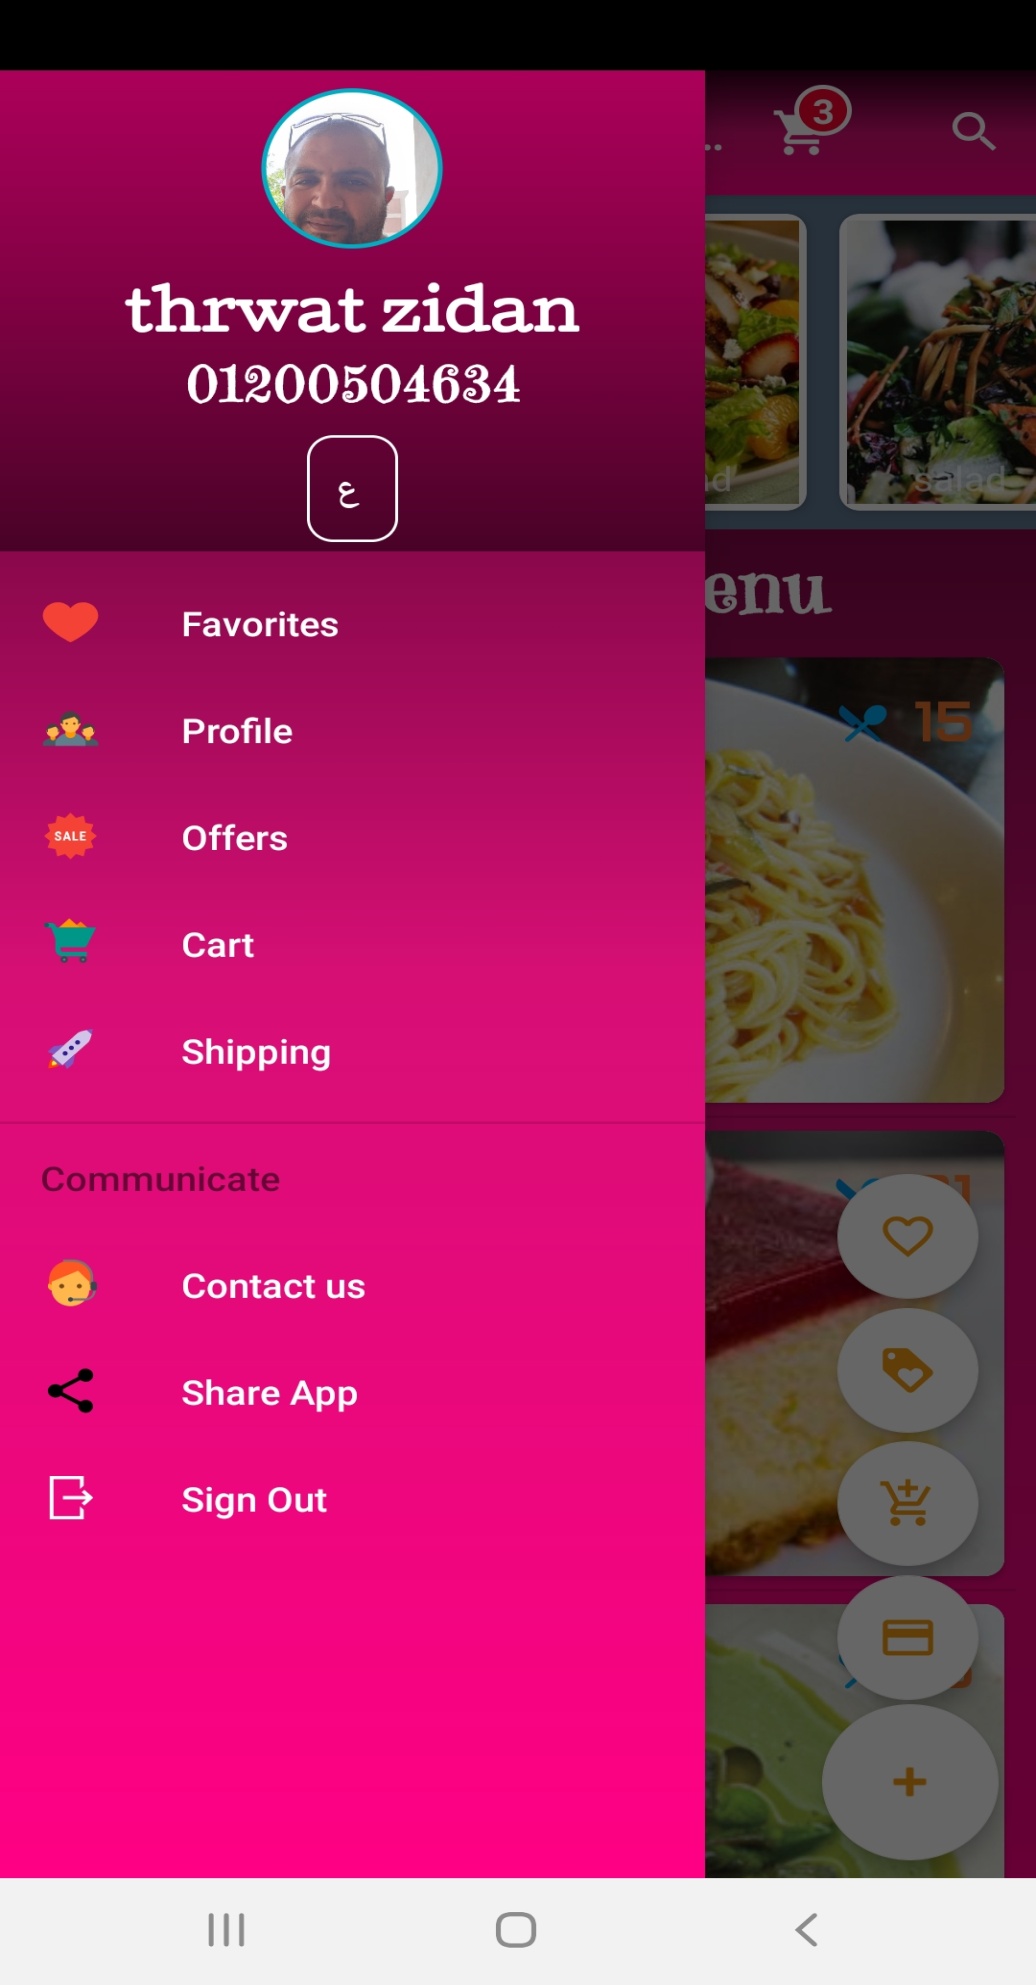 3
thrwat zidan
01200504634
ع
salad
enu
Favorites
15
Profile
SALE
Offers
Cart
Shipping
Communicate
Contact us
Share App
Sign Out